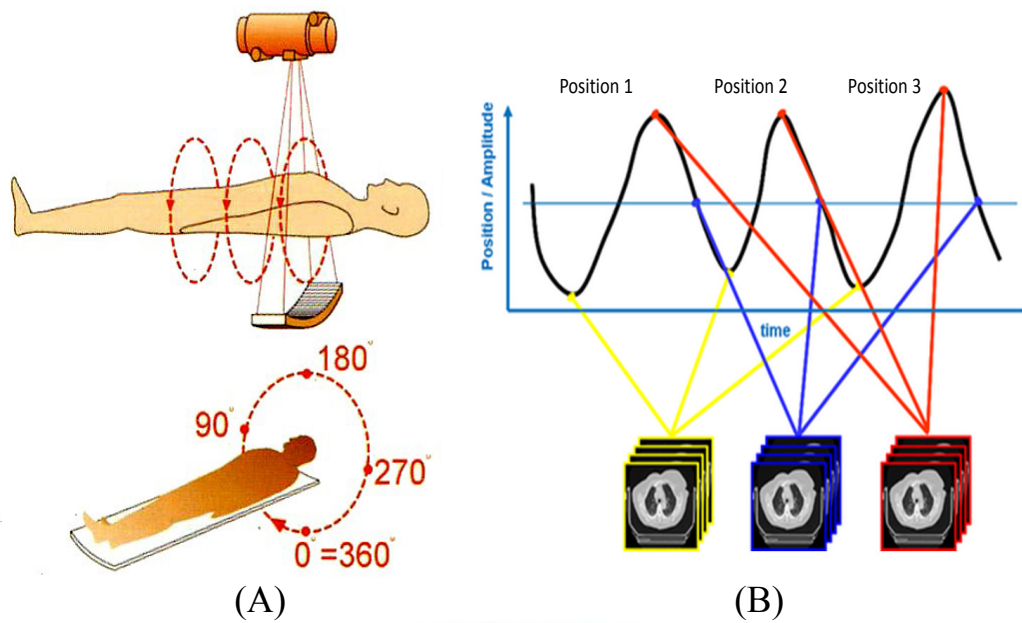 180°
90°
270°
0°=360°
(A)
B)
Position 1
Position 2
Position 3
Position / Amplitude
time
(B)